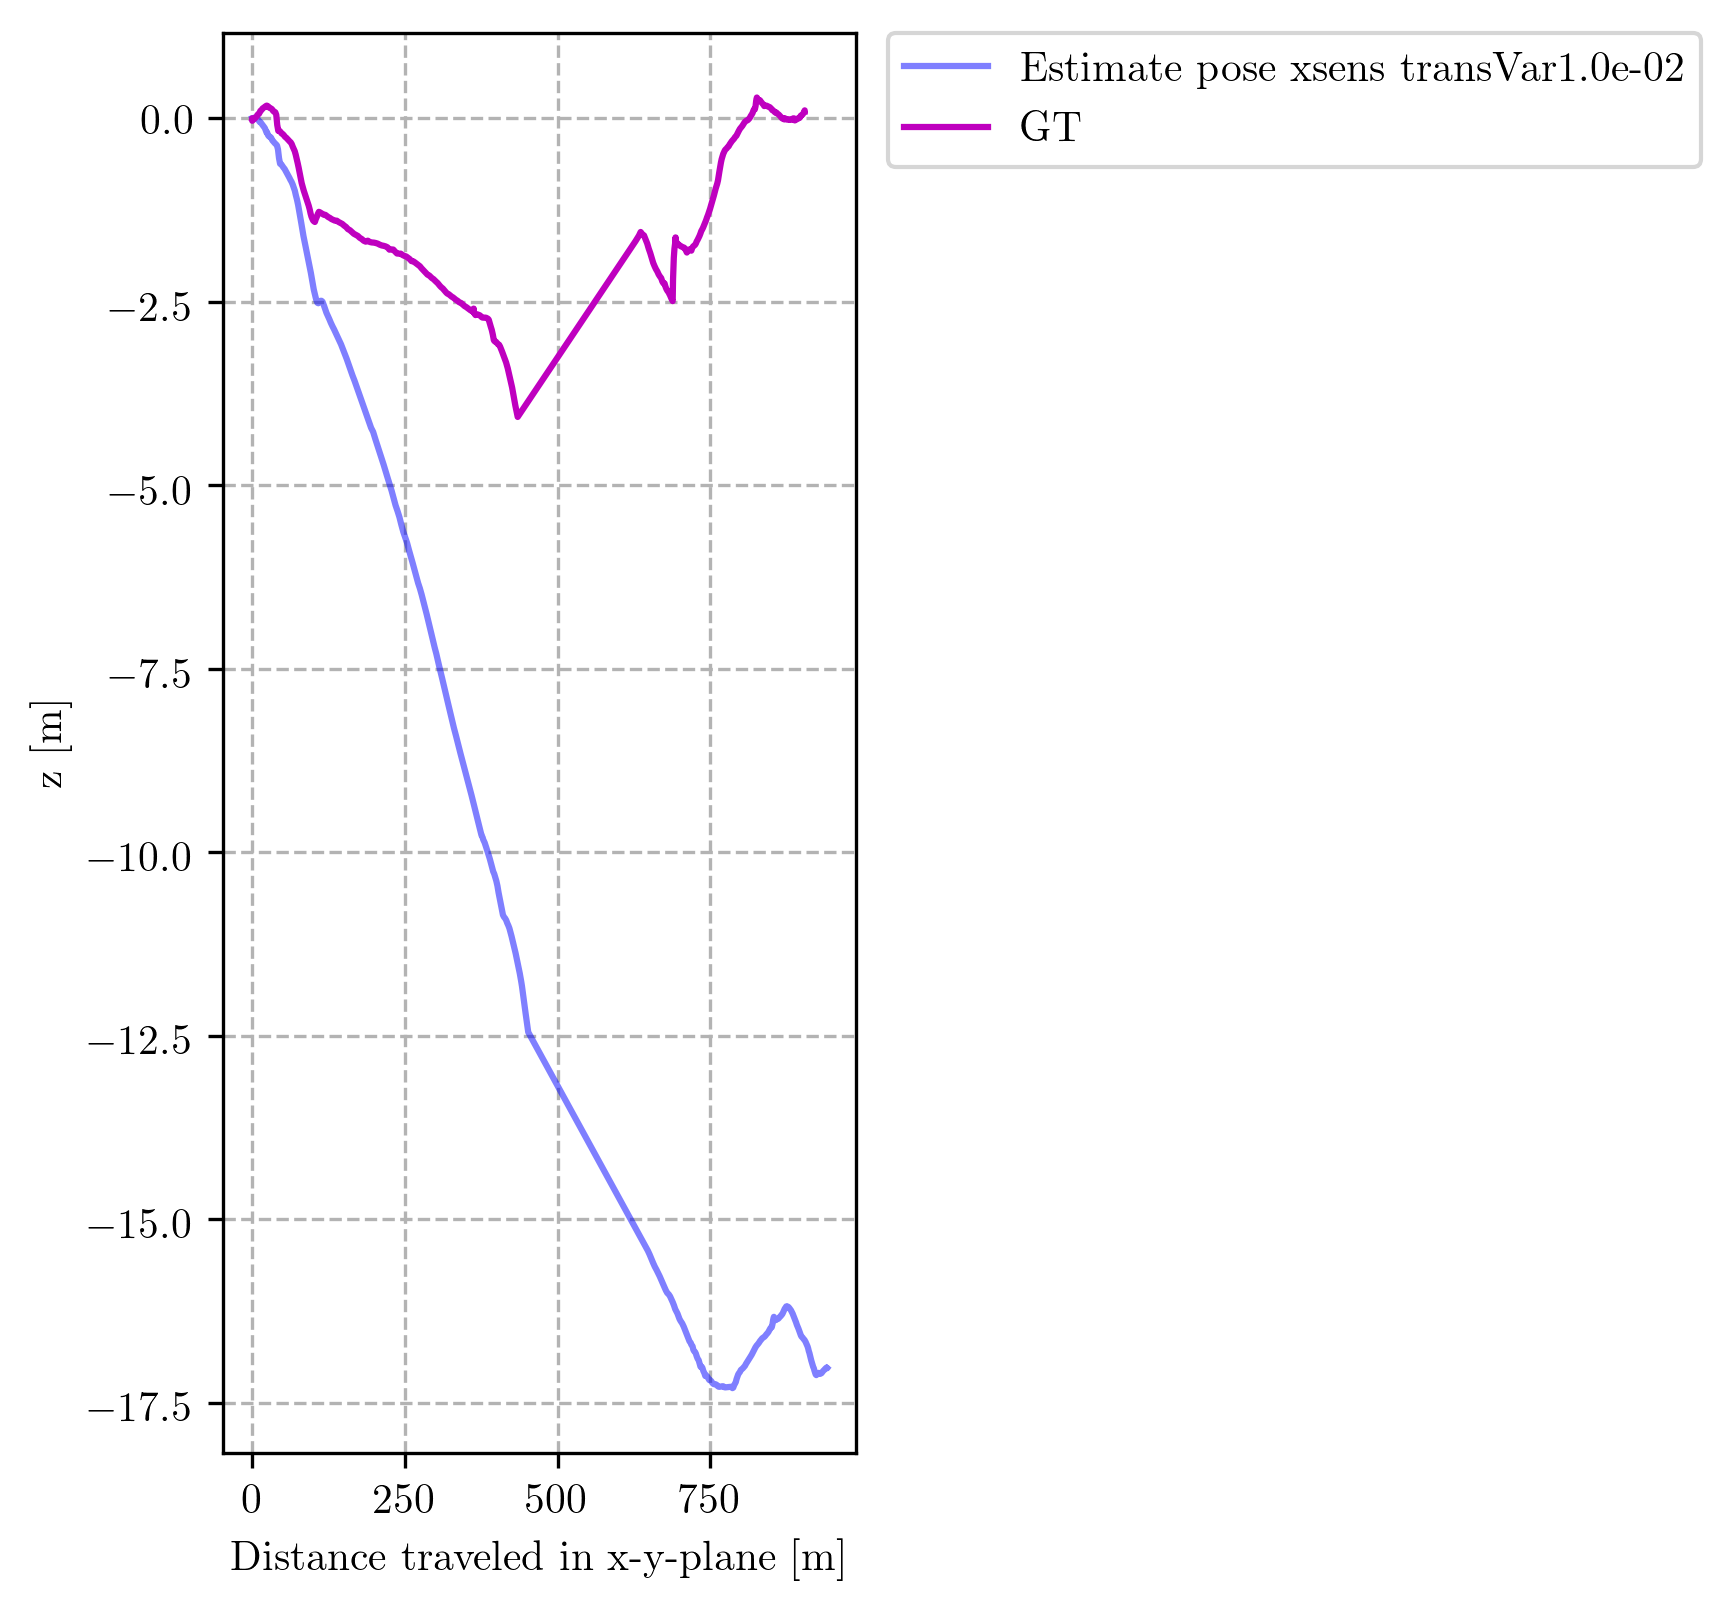 Estimate pose xsens transVar1.0e-02
GT
0.0
−2.5
−5.0
−7.5
−10.0
−12.5
−15.0
−17.5
z [m]
0 250 500 750
Distance traveled in x-y-plane [m]